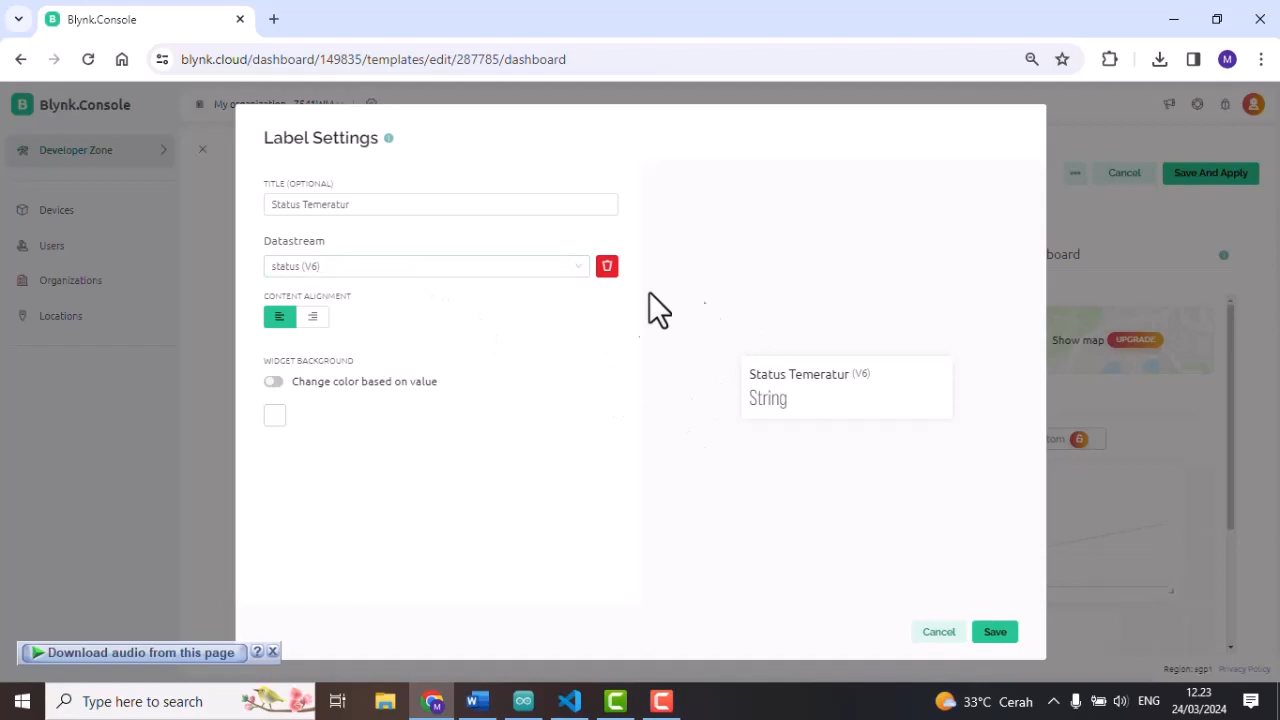 Blynk.Console
blynk.cloud/dashboard/149835/templates/edit/287785/dashboard
M
B Blynk.Console
My organization
Developer Zone
Cancel
Save And Apply
Devices
Users
Organizations
Locations
Label Settings
TITLE (OPTIONAL)
Status Temeratur
Datastream
status (V6)
CONTENT ALIGNMENT
WIDGET BACKGROUND
Change color based on value
Status Temeratur (V6)
String
Cancel
Save
board
Show map UPGRADE
tom 6
Download audio from this page ? X
Region: sgp1 Privacy Policy
Type here to search
33°C Cerah
ENG
12.23
24/03/2024